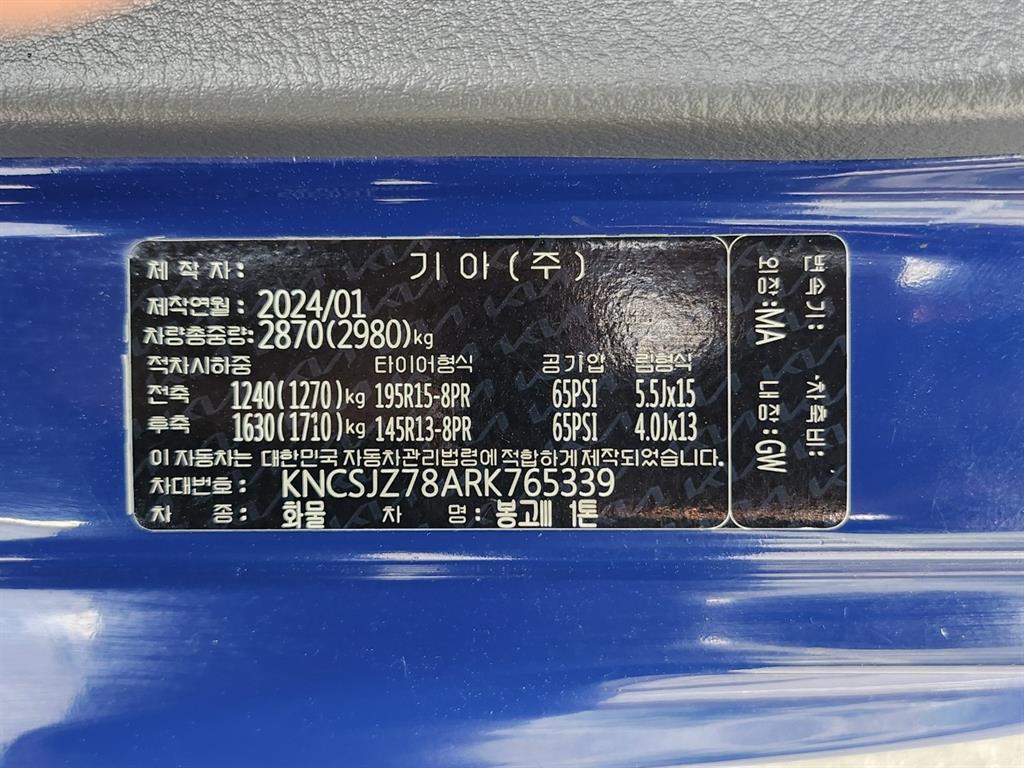 제 작 자: 기 아 ( 주 )
제작연월 : 2024/01
차량총중량: 2870(2980)kg
적차시하중 타이어형식 공기압 림형식
전축 1240(1270)kg 195R15-8PR 65PSI 5.5Jx15
후축 1630(1710)kg 145R13-8PR 65PSI 4.0Jx13
이 자동차는 대한민국 자동차관리법령에 적합하게 제작되었습니다.
차대번호 : KNCSJZ78ARK765339
차 종 : 화물 차 명 : 봉고Ⅲ 1톤
변속기: 차축비:
외장:MA 내장:GW